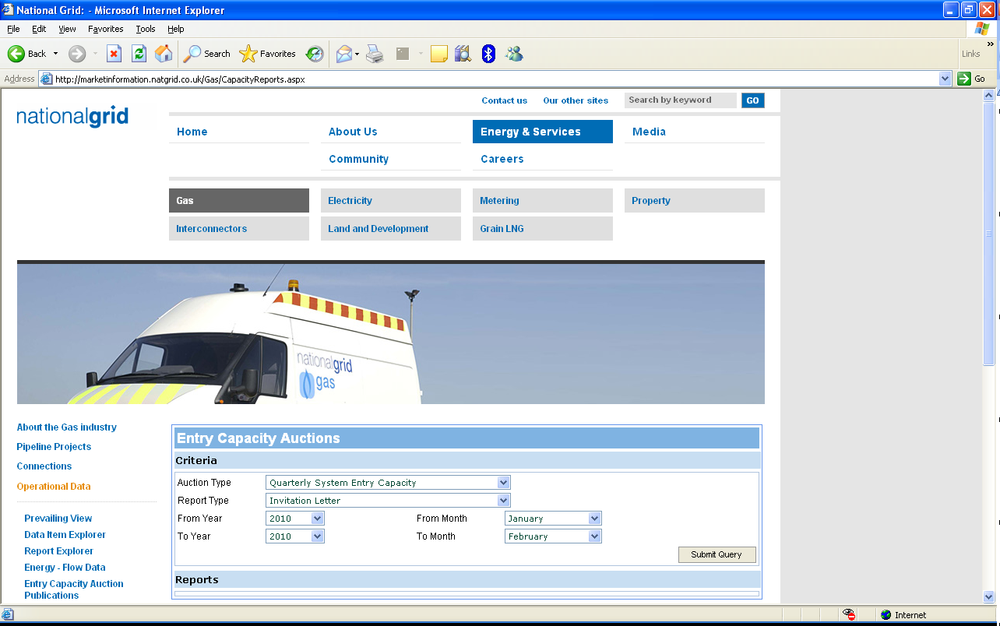 National Grid: - Microsoft Internet Explorer
File Edit View Favorites Tools Help
Back Search Favorites Links »
Address http://marketinformation.natgrid.co.uk/Gas/CapacityReports.aspx Go
nationalgrid
Contact us Our other sites Search by keyword GO
Home About Us Energy & Services Media
Community Careers
Gas Electricity Metering Property
Interconnectors Land and Development Grain LNG
nationalgrid
gas
About the Gas industry
Pipeline Projects
Connections
Operational Data
Prevailing View
Data Item Explorer
Report Explorer
Energy - Flow Data
Entry Capacity Auction
Publications
Entry Capacity Auctions
Criteria
Auction Type Quarterly System Entry Capacity
Report Type Invitation Letter
From Year 2010 From Month January
To Year 2010 To Month February
Submit Query
Reports
Internet